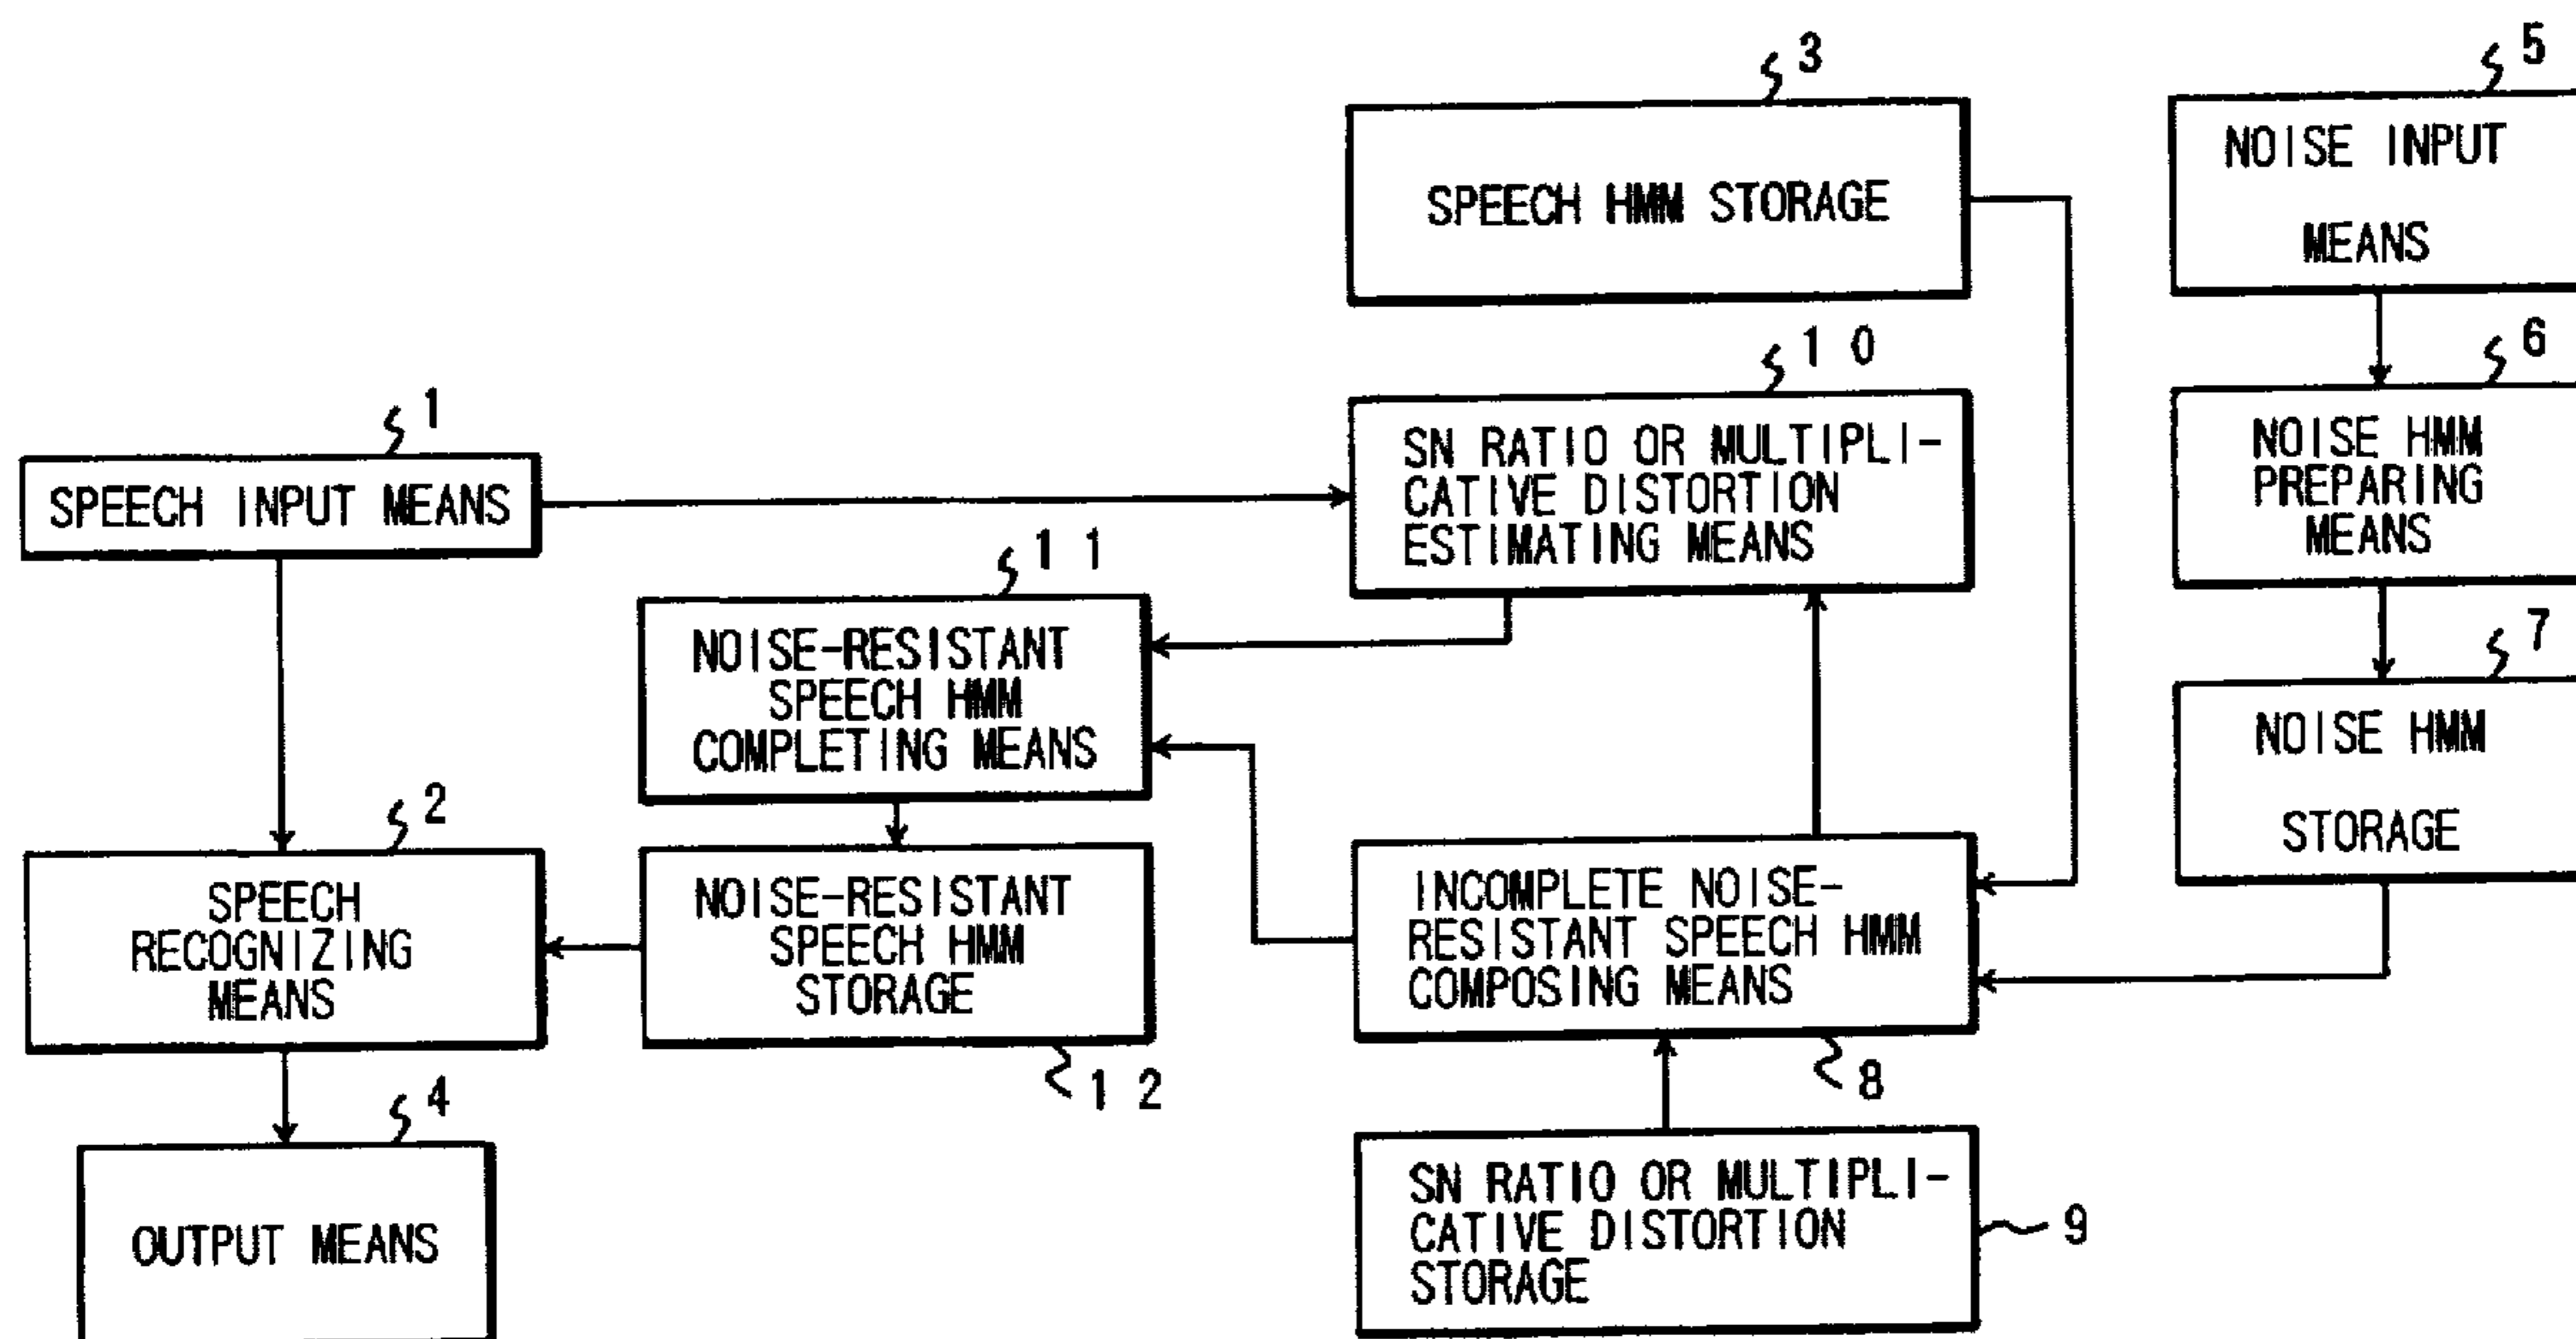 3
SPEECH HMM STORAGE
5
NOISE INPUT
MEANS
10
SN RATIO OR MULTIPLI-
CATIVE DISTORTION
ESTIMATING MEANS
6
NOISE HMM
PREPARING
MEANS
1
SPEECH INPUT MEANS
11
NOISE-RESISTANT
SPEECH HMM
COMPLETING MEANS
7
NOISE HMM
STORAGE
2
SPEECH
RECOGNIZING
MEANS
NOISE-RESISTANT
SPEECH HMM
STORAGE
12
INCOMPLETE NOISE-
RESISTANT SPEECH HMM
COMPOSING MEANS
8
4
OUTPUT MEANS
SN RATIO OR MULTIPLI-
CATIVE DISTORTION
STORAGE
9